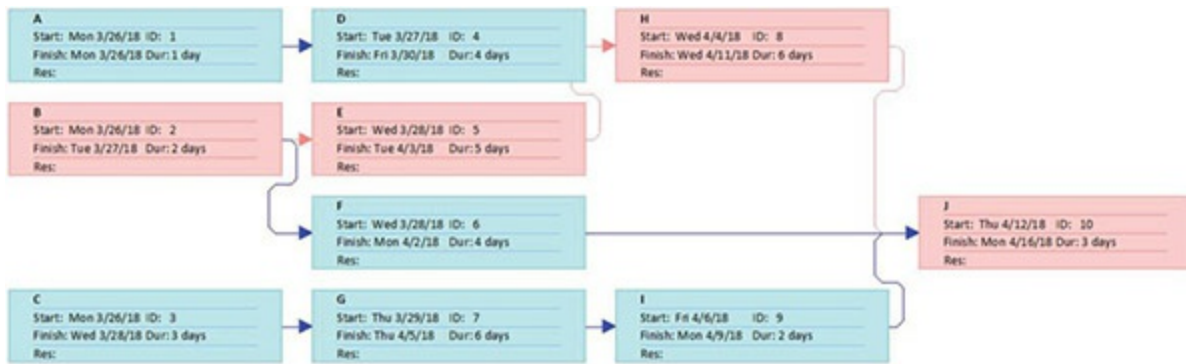 A
Start: Mon 3/26/18 ID: 1
Finish: Mon 3/26/18 Dur: 1 day
Res:
D
Start: Tue 3/27/18 ID: 4
Finish: Fri 3/30/18 Dur: 4 days
Res:
H
Start: Wed 4/4/18 ID: 8
Finish: Wed 4/11/18 Dur: 6 days
Res:
B
Start: Mon 3/26/18 ID: 2
Finish: Tue 3/27/18 Dur: 2 days
Res:
E
Start: Wed 3/28/18 ID: 5
Finish: Tue 4/3/18 Dur: 5 days
Res:
F
Start: Wed 3/28/18 ID: 6
Finish: Mon 4/2/18 Dur: 4 days
Res:
J
Start: Thu 4/12/18 ID: 10
Finish: Mon 4/16/18 Dur: 3 days
Res:
C
Start: Mon 3/26/18 ID: 3
Finish: Wed 3/28/18 Dur: 3 days
Res:
G
Start: Thu 3/29/18 ID: 7
Finish: Thu 4/5/18 Dur: 6 days
Res:
I
Start: Fri 4/6/18 ID: 9
Finish: Mon 4/9/18 Dur: 2 days
Res: